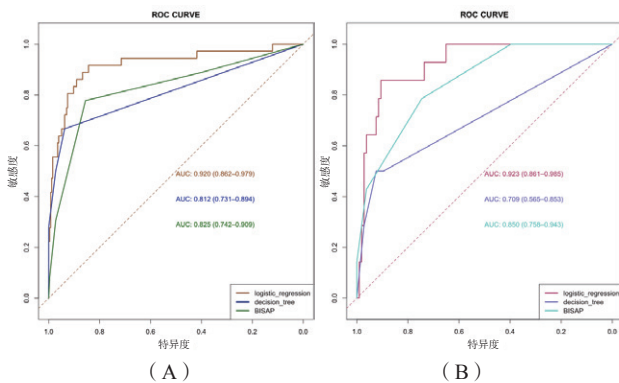 ROC CURVE
敏感度
1.0
0.8
0.6
0.4
0.2
0.0
AUC: 0.920 (0.862–0.979)
AUC: 0.812 (0.731–0.894)
AUC: 0.825 (0.742–0.909)
logistic_regression
decision_tree
BISAP
1.0 0.8 0.6 0.4 0.2 0.0
特异度
(A)
ROC CURVE
敏感度
1.0
0.8
0.6
0.4
0.2
0.0
AUC: 0.923 (0.861–0.985)
AUC: 0.709 (0.565–0.853)
AUC: 0.850 (0.758–0.943)
logistic_regression
decision_tree
BISAP
1.0 0.8 0.6 0.4 0.2 0.0
特异度
(B)